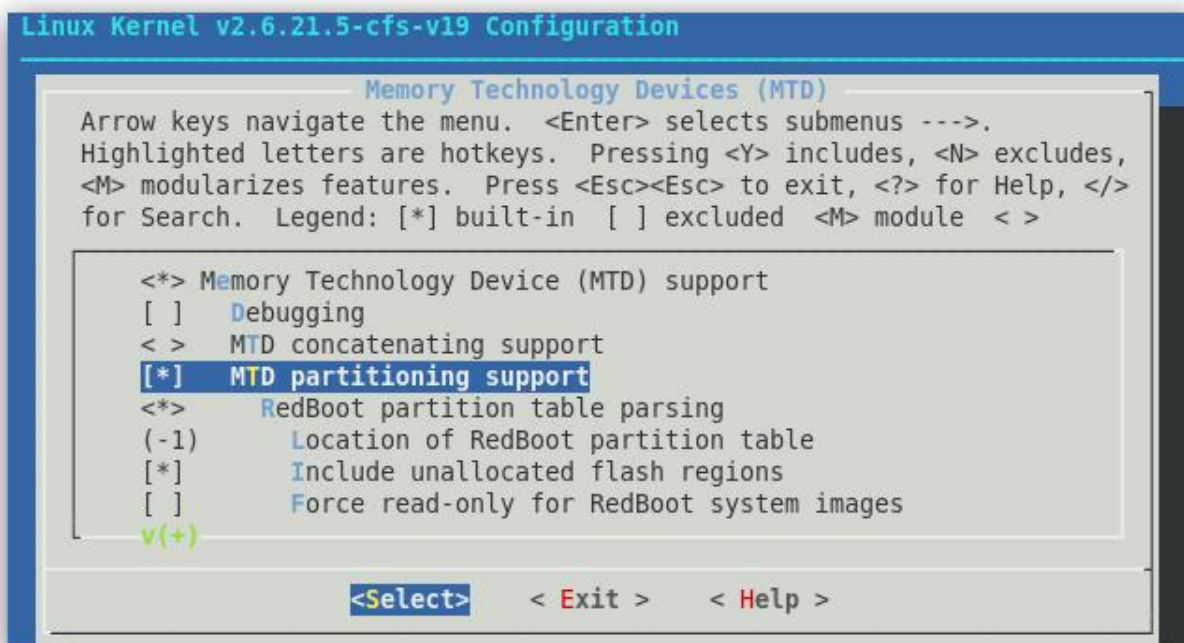 Linux Kernel v2.6.21.5-cfs-v19 Configuration
Memory Technology Devices (MTD)
Arrow keys navigate the menu.  <Enter> selects submenus --->.
Highlighted letters are hotkeys.  Pressing <Y> includes, <N> excludes,
<M> modularizes features.  Press <Esc><Esc> to exit, <?> for Help, </>
for Search.  Legend: [*] built-in  [ ] excluded  <M> module  < >
<*> Memory Technology Device (MTD) support
[ ]   Debugging
< >   MTD concatenating support
[*]   MTD partitioning support
<*>     RedBoot partition table parsing
(-1)      Location of RedBoot partition table
[*]       Include unallocated flash regions
[ ]       Force read-only for RedBoot system images
v(+)
<Select>    < Exit >    < Help >